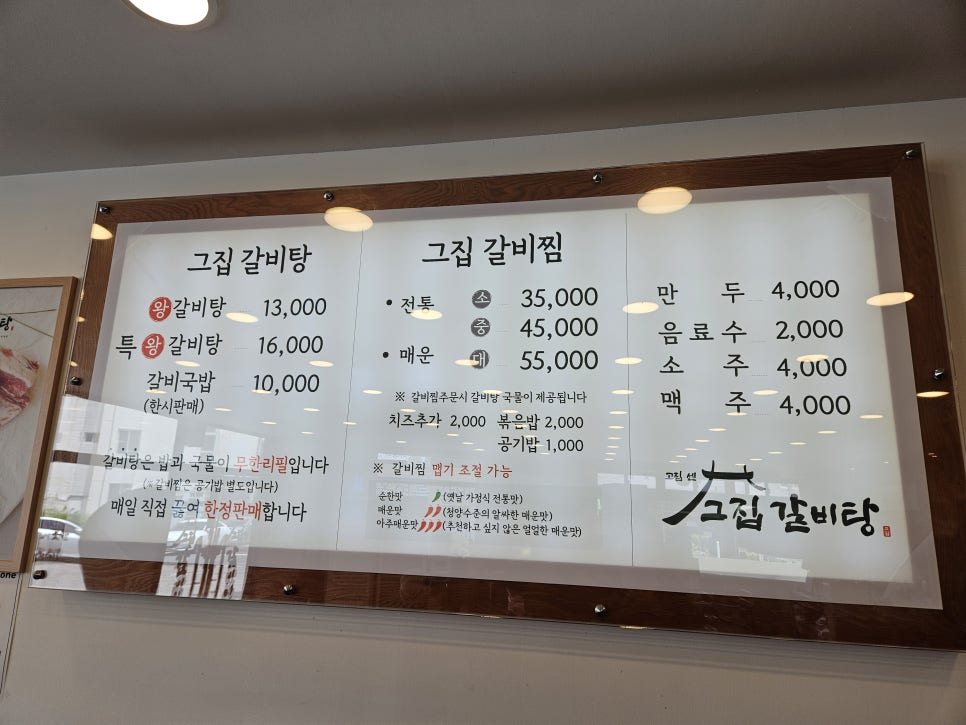 그집 갈비탕
왕갈비탕 13,000
특왕갈비탕 16,000
갈비국밥 10,000
(한시판매)
갈비탕은 밥과 국물이 무한리필입니다
(※갈비찜은 공기밥 별도입니다)
매일 직접 끓여 한정판매합니다
그집 갈비찜
• 전통 소 35,000
중 45,000
• 매운 대 55,000
※ 갈비찜주문시 갈비탕 국물이 제공됩니다
치즈추가 2,000 볶은밥 2,000
공기밥 1,000
※ 갈비찜 맵기 조절 가능
순한맛 (옛날 가정식 전통맛)
매운맛 (청양수준의 알싸한 매운맛)
아주매운맛 (추천하고 싶지 않은 얼얼한 매운맛)
만 두 4,000
음 료 수 2,000
소 주 4,000
맥 주 4,000
고집 센
그집 갈비탕
탕,
one